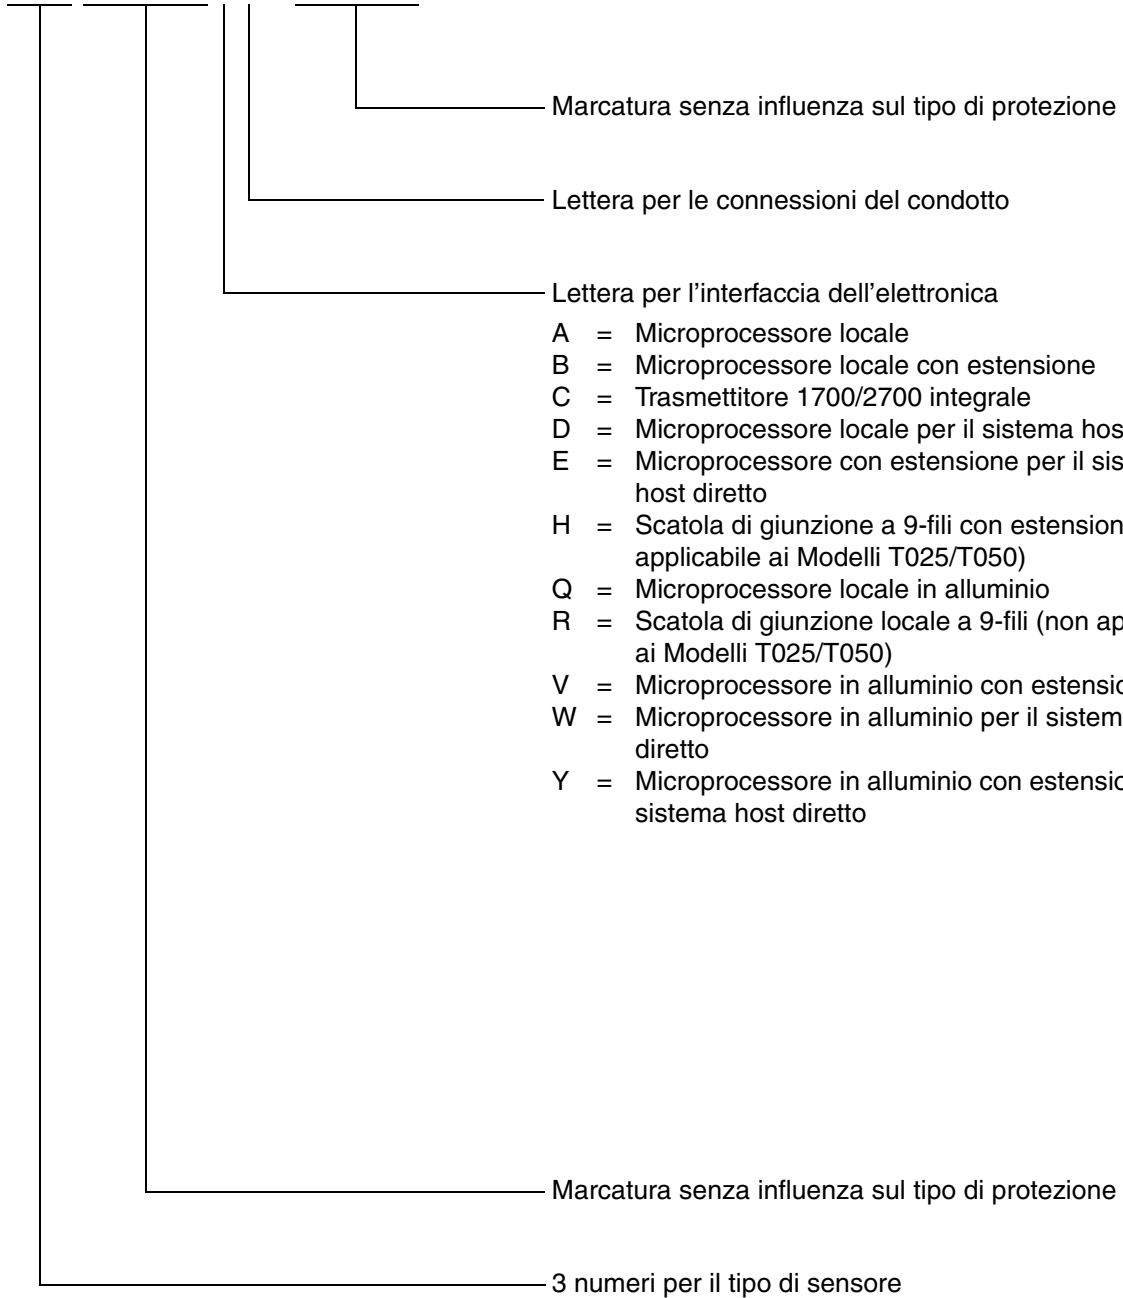 Marcatura senza influenza sul tipo di protezione
Lettera per le connessioni del condotto
Lettera per l'interfaccia dell'elettronica
A = Microprocessore locale
B = Microprocessore locale con estensione
C = Trasmettitore 1700/2700 integrale
D = Microprocessore locale per il sistema
E = Microprocessore con estensione per il
host diretto
H = Scatola di giunzione a 9-fili con
applicabile ai Modelli T025/T050)
Q = Microprocessore locale in alluminio
R = Scatola di giunzione locale a 9-fili (non
ai Modelli T025/T050)
V = Microprocessore in alluminio con
W = Microprocessore in alluminio per il
diretto
Y = Microprocessore in alluminio con
sistema host diretto
Marcatura senza influenza sul tipo di protezione
3 numeri per il tipo di sensore